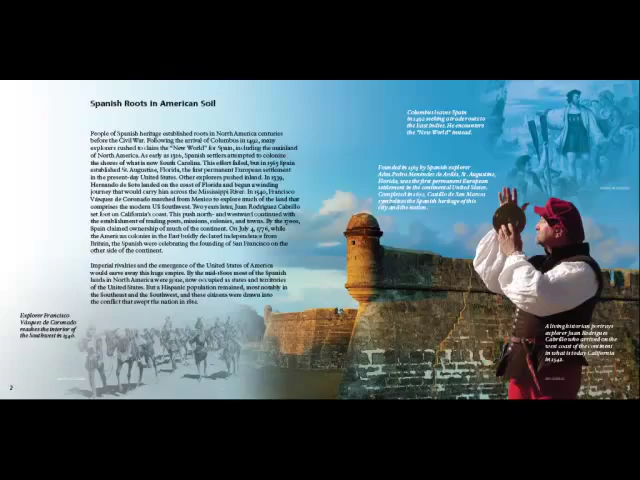 Spanish Roots in American Soil
People of Spanish heritage established roots in North America centuries
before the Civil War. Following the arrival of Columbus in 1492, many
explorers rushed to claim the "New World" for Spain, including the mainland
of North America. As early as 1526, Spanish settlers attempted to colonize
the shores of what is now South Carolina. This effort failed, but in 1565 Spain
established St. Augustine, Florida, the first permanent European settlement
in the present-day United States. Other explorers pushed inland. In 1539,
Hernando de Soto landed on the coast of Florida and began a winding
journey that would carry him across the Mississippi River. In 1540, Francisco
Vásquez de Coronado marched from Mexico to explore much of the land that
comprises the modern US Southwest. Two years later, Juan Rodríguez Cabrillo
set foot on California's coast. This push north- and westward continued with
the establishment of trading posts, missions, colonies, and towns. By the 1700s,
Spain claimed ownership of much of the continent. On July 4, 1776, while
the American colonies in the East boldly declared independence from
Britain, the Spanish were celebrating the founding of San Francisco on the
other side of the continent.
Imperial rivalries and the emergence of the United States of America
would carve away this huge empire. By the mid-1800s most of the Spanish
lands in North America were gone, now occupied as states and territories
of the United States. But a Hispanic population remained, most notably in
the Southeast and the Southwest, and these citizens were drawn into
the conflict that swept the nation in 1861.
Explorer Francisco
Vásquez de Coronado
reaches the interior of
the Southwest in 1540.
2
Columbus leaves Spain
in 1492 seeking a trade route to
the East Indies. He encounters
the "New World" instead.
Founded in 1565 by Spanish explorer
Adm. Pedro Menéndez de Avilés, St. Augustine,
Florida, was the first permanent European
settlement in the continental United States.
Completed in 1695, Castillo de San Marcos
symbolizes the Spanish heritage of this
city and the nation.
A living historian portrays
explorer Juan Rodríguez
Cabrillo who arrived on the
west coast of the continent
in what is today California
in 1542.